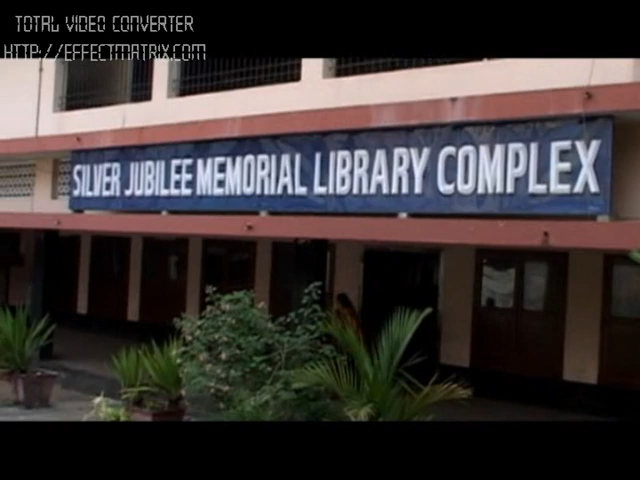 TOTAL VIDEO CONVERTER
HTTP://EFFECTMATRIX.COM
SILVER JUBILEE MEMORIAL LIBRARY COMPLEX